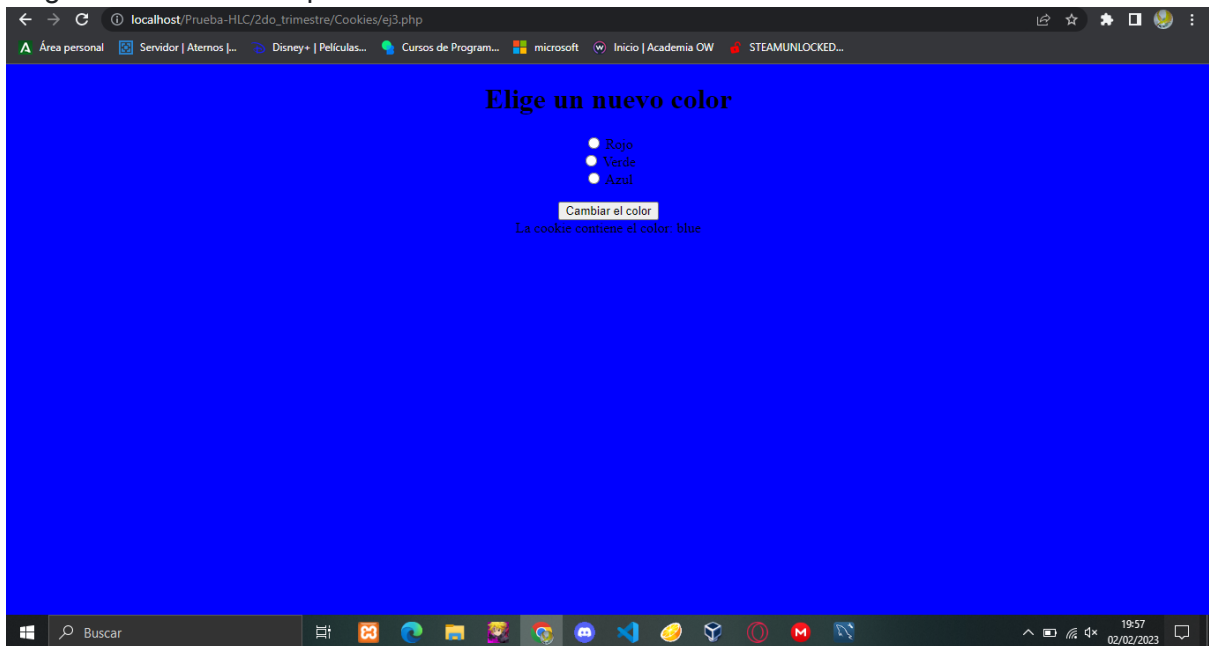 localhost/Prueba-HLC/2do_trimestre/Cookies/ej3.php
Área personal Servidor | Aternos |... Disney+ | Películas... Cursos de Program... microsoft Inicio | Academia OW STEAMUNLOCKED...
Elige un nuevo color
Rojo
Verde
Azul
Cambiar el color
La cookie contiene el color: blue
Buscar
19:57
02/02/2023